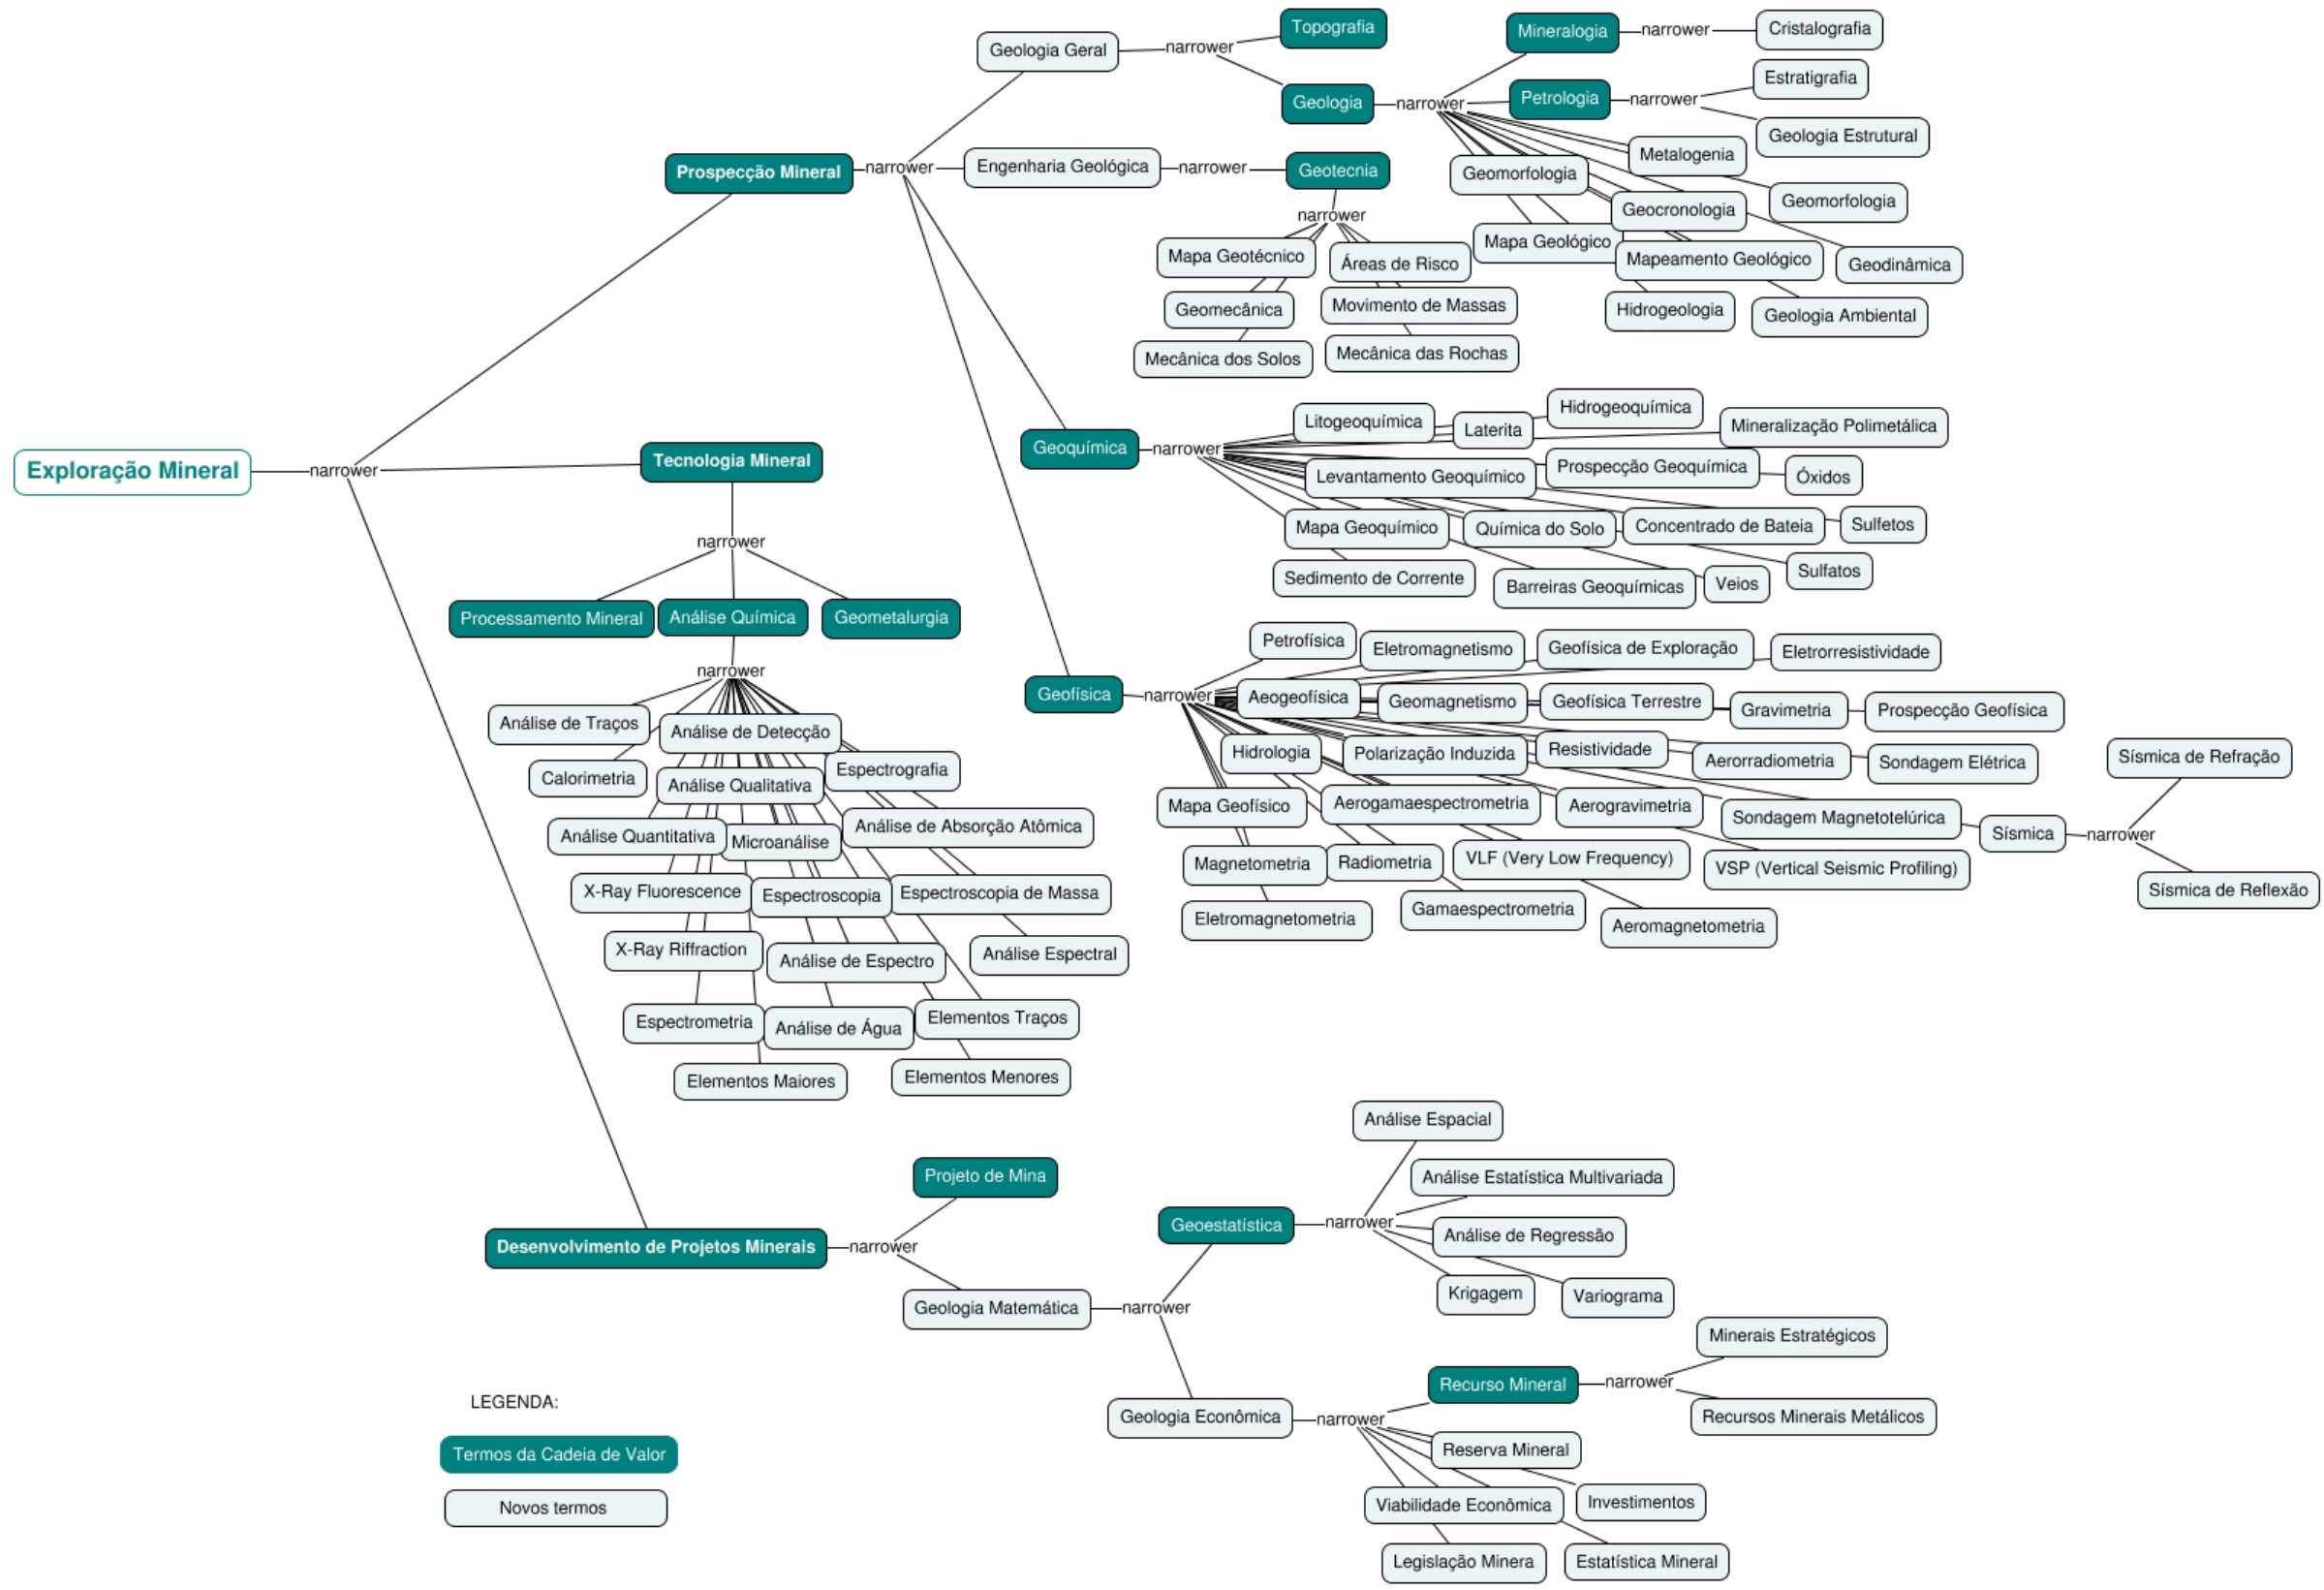 Exploração Mineral
narrower
Prospecção Mineral
narrower
Geologia Geral
narrower
Topografia
Geologia
narrower
Mineralogia
narrower
Cristalografia
Petrologia
narrower
Estratigrafia
Geologia Estrutural
Metalogenia
Geomorfologia
Geomorfologia
Geocronologia
Mapa Geológico
Mapeamento Geológico
Geodinâmica
Hidrogeologia
Geologia Ambiental
Engenharia Geológica
narrower
Geotecnia
narrower
Mapa Geotécnico
Áreas de Risco
Geomecânica
Movimento de Massas
Mecânica dos Solos
Mecânica das Rochas
Geoquímica
narrower
Litogeoquímica
Laterita
Hidrogeoquímica
Mineralização Polimetálica
Levantamento Geoquímico
Prospecção Geoquímica
Óxidos
Mapa Geoquímico
Química do Solo
Concentrado de Bateia
Sulfetos
Sedimento de Corrente
Barreiras Geoquímicas
Veios
Sulfatos
Geofísica
narrower
Petrofísica
Eletromagnetismo
Geofísica de Exploração
Eletrorresistividade
Aeogeofísica
Geomagnetismo
Geofísica Terrestre
Gravimetria
Prospecção Geofísica
Hidrologia
Polarização Induzida
Resistividade
Aerorradiometria
Sondagem Elétrica
Mapa Geofísico
Aerogamaespectrometria
Aerogravimetria
Sondagem Magnetotelúrica
Sísmica
narrower
Sísmica de Refração
Sísmica de Reflexão
Magnetometria
Radiometria
VLF (Very Low Frequency)
VSP (Vertical Seismic Profiling)
Eletromagnetometria
Gamaespectrometria
Aeromagnetometria
Tecnologia Mineral
narrower
Processamento Mineral
Análise Química
Geometalurgia
narrower
Análise de Traços
Análise de Detecção
Calorimetria
Análise Qualitativa
Espectrografia
Análise Quantitativa
Microanálise
Análise de Absorção Atômica
X-Ray Fluorescence
Espectroscopia
Espectroscopia de Massa
X-Ray Riffraction
Análise de Espectro
Análise Espectral
Espectrometria
Análise de Água
Elementos Traços
Elementos Maiores
Elementos Menores
Desenvolvimento de Projetos Minerais
narrower
Projeto de Mina
Geologia Matemática
narrower
Geoestatística
narrower
Análise Espacial
Análise Estatística Multivariada
Análise de Regressão
Krigagem
Variograma
Geologia Econômica
narrower
Recurso Mineral
narrower
Minerais Estratégicos
Recursos Minerais Metálicos
Reserva Mineral
Viabilidade Econômica
Investimentos
Legislação Minera
Estatística Mineral
LEGENDA:
Termos da Cadeia de Valor
Novos termos